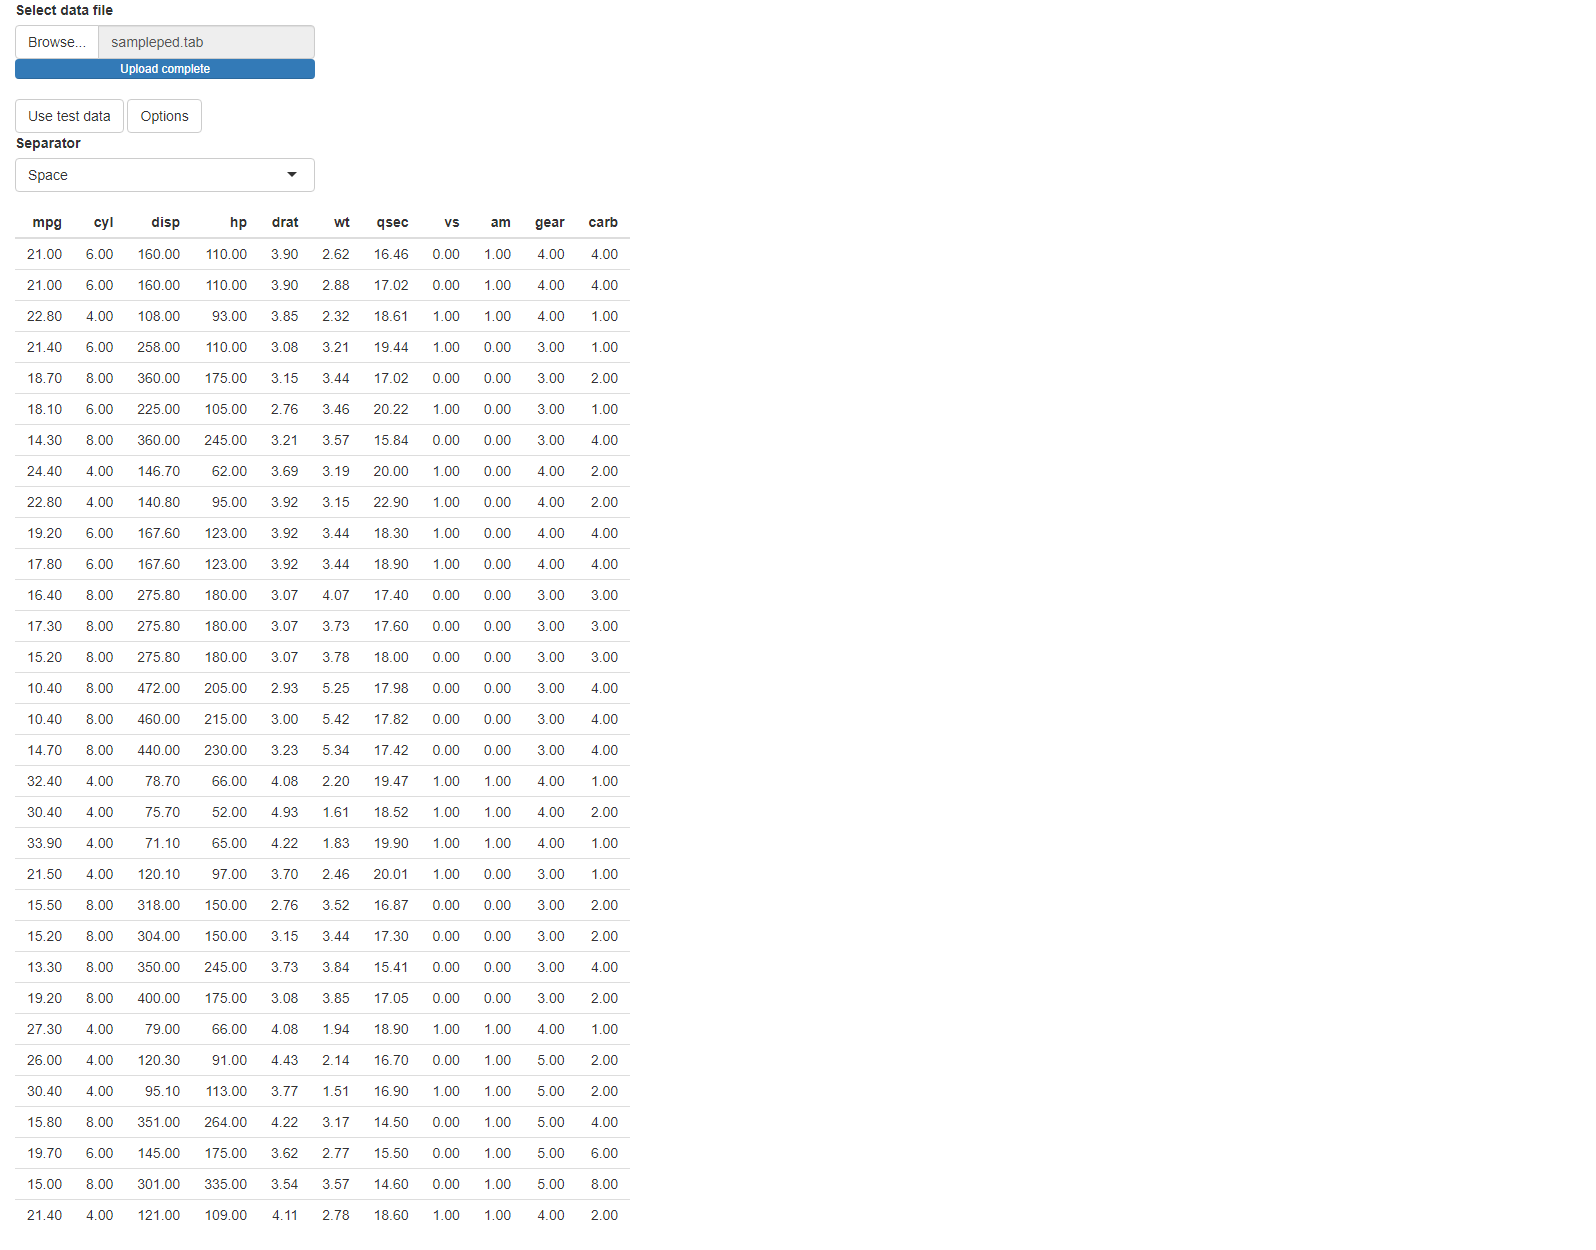 Select data file
Browse... sampleped.tab
Upload complete
Use test data Options
Separator
Space
mpg cyl disp hp drat wt qsec vs am gear carb
21.00 6.00 160.00 110.00 3.90 2.62 16.46 0.00 1.00 4.00 4.00
21.00 6.00 160.00 110.00 3.90 2.88 17.02 0.00 1.00 4.00 4.00
22.80 4.00 108.00 93.00 3.85 2.32 18.61 1.00 1.00 4.00 1.00
21.40 6.00 258.00 110.00 3.08 3.21 19.44 1.00 0.00 3.00 1.00
18.70 8.00 360.00 175.00 3.15 3.44 17.02 0.00 0.00 3.00 2.00
18.10 6.00 225.00 105.00 2.76 3.46 20.22 1.00 0.00 3.00 1.00
14.30 8.00 360.00 245.00 3.21 3.57 15.84 0.00 0.00 3.00 4.00
24.40 4.00 146.70 62.00 3.69 3.19 20.00 1.00 0.00 4.00 2.00
22.80 4.00 140.80 95.00 3.92 3.15 22.90 1.00 0.00 4.00 2.00
19.20 6.00 167.60 123.00 3.92 3.44 18.30 1.00 0.00 4.00 4.00
17.80 6.00 167.60 123.00 3.92 3.44 18.90 1.00 0.00 4.00 4.00
16.40 8.00 275.80 180.00 3.07 4.07 17.40 0.00 0.00 3.00 3.00
17.30 8.00 275.80 180.00 3.07 3.73 17.60 0.00 0.00 3.00 3.00
15.20 8.00 275.80 180.00 3.07 3.78 18.00 0.00 0.00 3.00 3.00
10.40 8.00 472.00 205.00 2.93 5.25 17.98 0.00 0.00 3.00 4.00
10.40 8.00 460.00 215.00 3.00 5.42 17.82 0.00 0.00 3.00 4.00
14.70 8.00 440.00 230.00 3.23 5.34 17.42 0.00 0.00 3.00 4.00
32.40 4.00 78.70 66.00 4.08 2.20 19.47 1.00 1.00 4.00 1.00
30.40 4.00 75.70 52.00 4.93 1.61 18.52 1.00 1.00 4.00 2.00
33.90 4.00 71.10 65.00 4.22 1.83 19.90 1.00 1.00 4.00 1.00
21.50 4.00 120.10 97.00 3.70 2.46 20.01 1.00 0.00 3.00 1.00
15.50 8.00 318.00 150.00 2.76 3.52 16.87 0.00 0.00 3.00 2.00
15.20 8.00 304.00 150.00 3.15 3.44 17.30 0.00 0.00 3.00 2.00
13.30 8.00 350.00 245.00 3.73 3.84 15.41 0.00 0.00 3.00 4.00
19.20 8.00 400.00 175.00 3.08 3.85 17.05 0.00 0.00 3.00 2.00
27.30 4.00 79.00 66.00 4.08 1.94 18.90 1.00 1.00 4.00 1.00
26.00 4.00 120.30 91.00 4.43 2.14 16.70 0.00 1.00 5.00 2.00
30.40 4.00 95.10 113.00 3.77 1.51 16.90 1.00 1.00 5.00 2.00
15.80 8.00 351.00 264.00 4.22 3.17 14.50 0.00 1.00 5.00 4.00
19.70 6.00 145.00 175.00 3.62 2.77 15.50 0.00 1.00 5.00 6.00
15.00 8.00 301.00 335.00 3.54 3.57 14.60 0.00 1.00 5.00 8.00
21.40 4.00 121.00 109.00 4.11 2.78 18.60 1.00 1.00 4.00 2.00